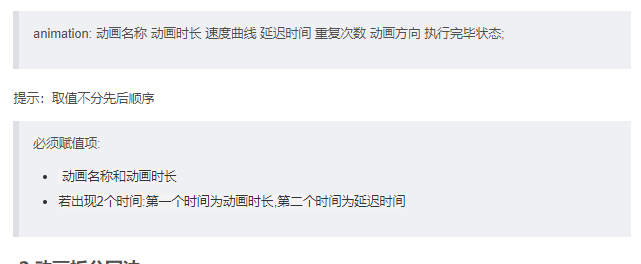 animation: 动画名称 动画时长 速度曲线 延迟时间 重复次数 动画方向 执行完毕状态;
提示：取值不分先后顺序
必须赋值项:
动画名称和动画时长
若出现2个时间:第一个时间为动画时长,第二个时间为延迟时间